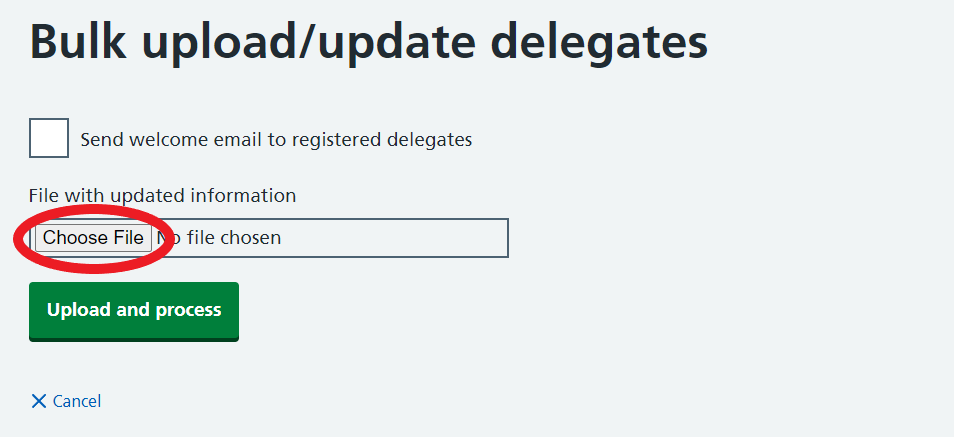 Bulk upload/update delegates
Send welcome email to registered delegates
File with updated information
Choose File No file chosen
Upload and process
Cancel